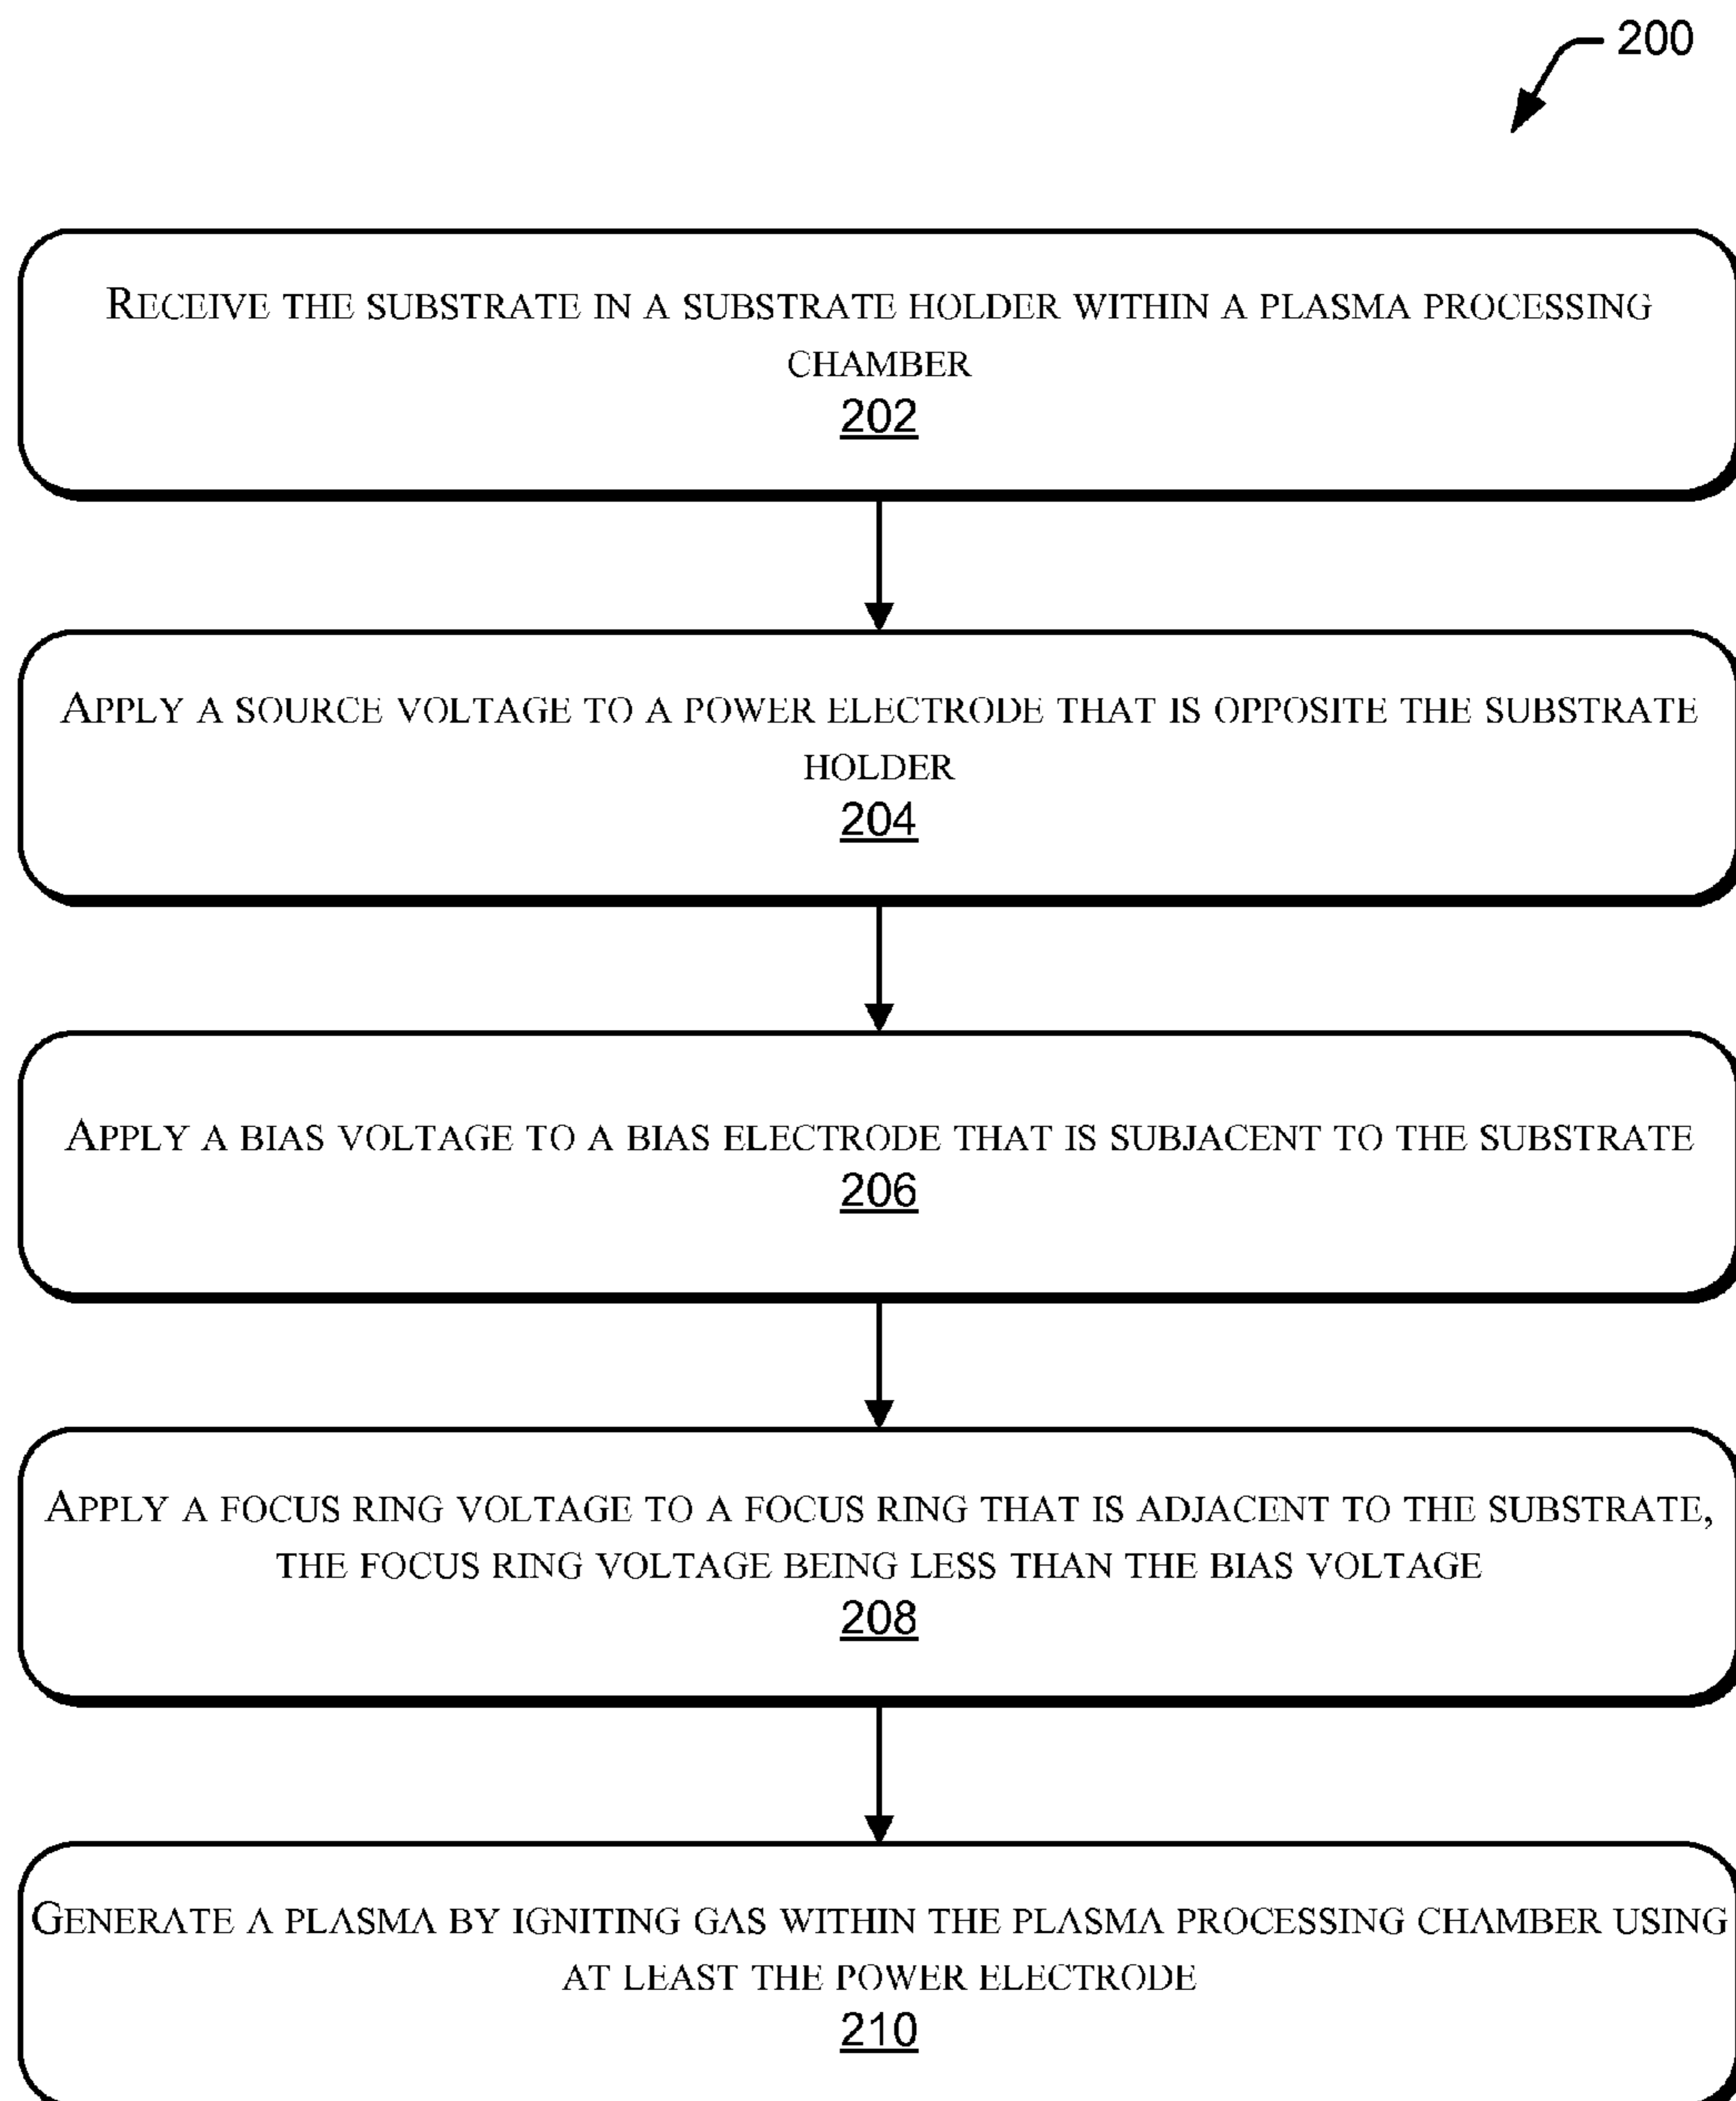 200
RECEIVE THE SUBSTRATE IN A SUBSTRATE HOLDER WITHIN A PLASMA PROCESSING
CHAMBER
202
APPLY A SOURCE VOLTAGE TO A POWER ELECTRODE THAT IS OPPOSITE THE SUBSTRATE
HOLDER
204
APPLY A BIAS VOLTAGE TO A BIAS ELECTRODE THAT IS SUBJACENT TO THE SUBSTRATE
206
APPLY A FOCUS RING VOLTAGE TO A FOCUS RING THAT IS ADJACENT TO THE SUBSTRATE,
THE FOCUS RING VOLTAGE BEING LESS THAN THE BIAS VOLTAGE
208
GENERATE A PLASMA BY IGNITING GAS WITHIN THE PLASMA PROCESSING CHAMBER USING
AT LEAST THE POWER ELECTRODE
210